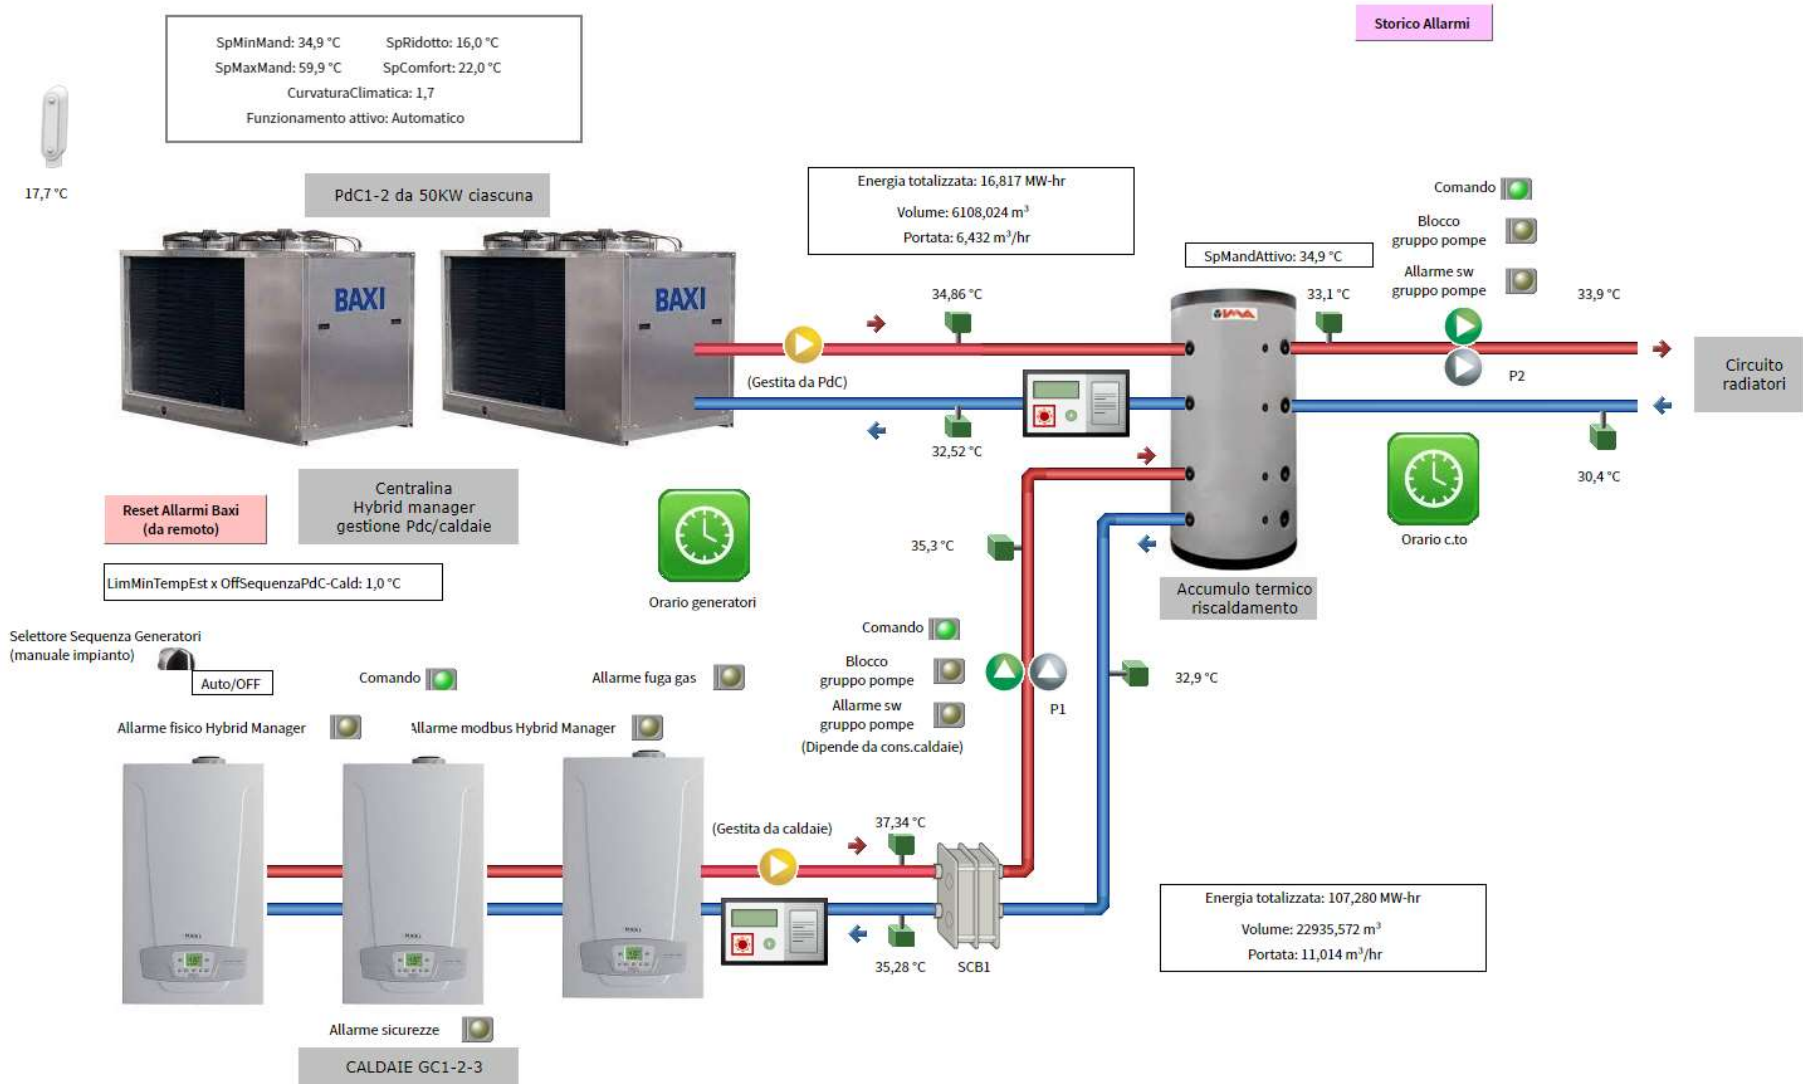 Storico Allarmi
SpMinMand: 34,9 °C SpRidotto: 16,0 °C
SpMaxMand: 59,9 °C SpComfort: 22,0 °C
CurvaturaClimatica: 1,7
Funzionamento attivo: Automatico
17,7 °C
PdC1-2 da 50KW ciascuna
BAXI
BAXI
Energia totalizzata: 16,817 MW-hr
Volume: 6108,024 m³
Portata: 6,432 m³/hr
Comando
Blocco
gruppo pompe
Allarme sw
gruppo pompe
SpMandAttivo: 34,9 °C
34,86 °C
33,1 °C
33,9 °C
IMA
(Gestita da PdC)
P2
Circuito
radiatori
32,52 °C
30,4 °C
Centralina
Hybrid manager
gestione Pdc/caldaie
Reset Allarmi Baxi
(da remoto)
Orario generatori
35,3 °C
Orario c.to
LimMinTempEst x OffSequenzaPdC-Cald: 1,0 °C
Accumulo termico
riscaldamento
Selettore Sequenza Generatori
(manuale impianto)
Auto/OFF
Comando
Allarme fuga gas
Comando
Blocco
gruppo pompe
Allarme sw
gruppo pompe
(Dipende da cons.caldaie)
P1
32,9 °C
Allarme fisico Hybrid Manager
Allarme modbus Hybrid Manager
(Gestita da caldaie)
37,34 °C
35,28 °C
SCB1
Energia totalizzata: 107,280 MW-hr
Volume: 22935,572 m³
Portata: 11,014 m³/hr
BAXI
BAXI
BAXI
Allarme sicurezze
CALDAIE GC1-2-3